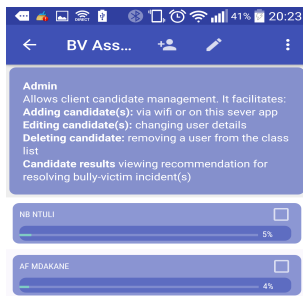 41% 20:23
BV Ass...
Admin
Allows client candidate management. It facilitates:
Adding candidate(s): via wifi or on this sever app
Editing candidate(s): changing user details
Deleting candidate: removing a user from the class
list
Candidate results viewing recommendation for
resolving bully-victim incident(s)
NB NTULI
5%
AF MDAKANE
4%